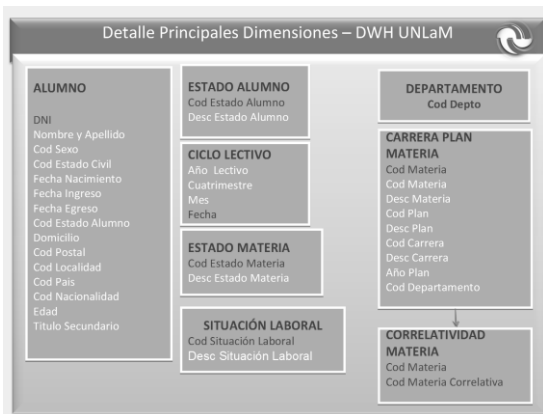 Detalle Principales Dimensiones – DWH UNLaM
ALUMNO
DNI
Nombre y Apellido
Cod Sexo
Cod Estado Civil
Fecha Nacimiento
Fecha Ingreso
Fecha Egreso
Cod Estado Alumno
Domicilio
Cod Postal
Cod Localidad
Cod Pais
Cod Nacionalidad
Edad
Titulo Secundario
ESTADO ALUMNO
Cod Estado Alumno
Desc Estado Alumno
CICLO LECTIVO
Año Lectivo
Cuatrimestre
Mes
Fecha
ESTADO MATERIA
Cod Estado Materia
Desc Estado Materia
SITUACIÓN LABORAL
Cod Situación Laboral
Desc Situación Laboral
DEPARTAMENTO
Cod Depto
CARRERA PLAN
MATERIA
Cod Materia
Cod Materia
Desc Materia
Cod Plan
Desc Plan
Cod Carrera
Desc Carrera
Año Plan
Cod Departamento
CORRELATIVIDAD
MATERIA
Cod Materia
Cod Materia Correlativa